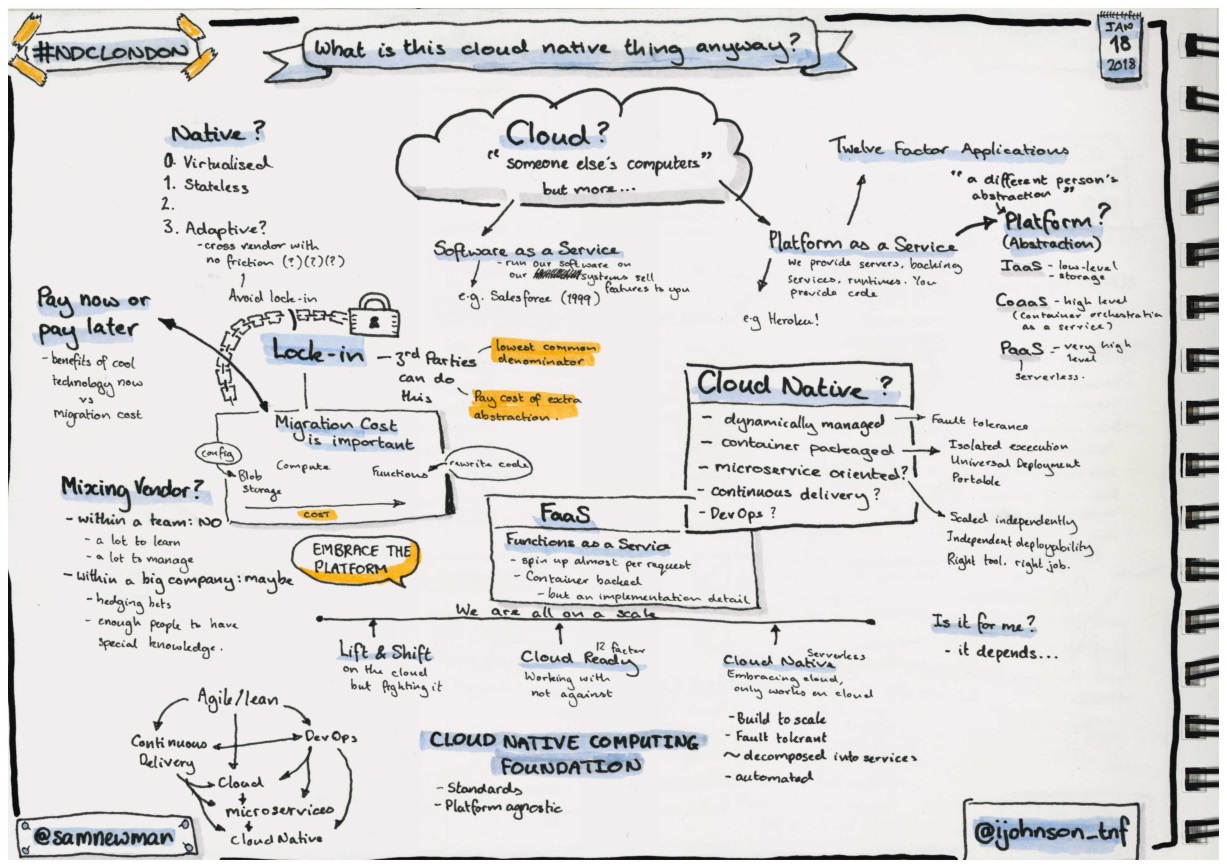 #NDCLONDON
What is this cloud native thing anyway?
JAN
18
2018
Native?
0. Virtualised
1. Stateless
2.
3. Adaptive?
- cross vendor with
no friction (?)(?)(?)
Avoid lock-in
Cloud?
"someone else's computers"
but more...
Software as a Service
- run our software on
our systems sell
features to you
e.g. Salesforce (1999)
Platform as a Service
We provide servers, backing
Services, runtimes. You
provide code
e.g Heroku!
Twelve Factor Applications
"a different person's
abstraction"
Platform?
(Abstraction)
IaaS - low-level
- storage
CoaaS - high level
(container orchestration
as a service)
PaaS - very high
level
serverless.
Pay now or
pay later
- benefits of cool
technology now
vs
migration cost
Lock-in
- 3rd Parties
can do
this
lowest common
denominator
Pay cost of extra
abstraction.
Migration Cost
is important
config
Blob
Storage
Compute
Functions
rewrite code
COST
Cloud Native?
- dynamically managed
- container packaged
- microservice oriented?
- continuous delivery?
- DevOps?
Fault tolerance
Isolated execution
Universal Deployment
Portable
Scaled independently
Independent deployability
Right tool, right job.
Mixing Vendor?
- within a team: NO
- a lot to learn
- a lot to manage
- within a big company: maybe
- hedging bets
- enough people to have
special knowledge.
EMBRACE THE
PLATFORM
FaaS
Functions as a Service
- spin up almost per request
- Container backed
- but an implementation detail
We are all on a scale
Lift & Shift
on the cloud
but fighting it
12 factor
Cloud Ready
Working with
not against
Serverless
Cloud Native
Embracing cloud,
only works on cloud
- Build to scale
- Fault tolerant
~ decomposed into services
- automated
Is it for me?
- it depends...
Agile/lean
Continuous
Delivery
DevOps
Cloud
microservices
Cloud Native
CLOUD NATIVE COMPUTING
FOUNDATION
- Standards
- Platform agnostic
@samnewman
@ijohnson_tnf